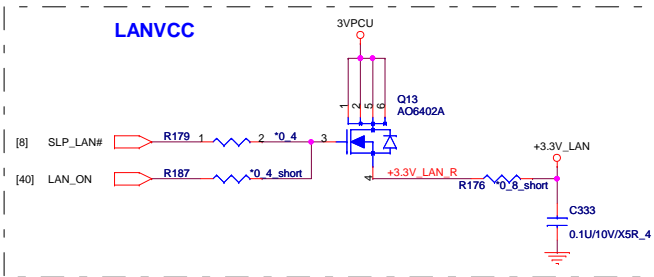 LANVCC
3VPCU
1
2
5
6
Q13
AO6402A
[8] SLP_LAN# R179 1 2 *0_4 3
+3.3V_LAN
[40] LAN_ON R187 *0_4_short
4 +3.3V_LAN_R
R176 *0_8_short
C333
0.1U/10V/X5R_4